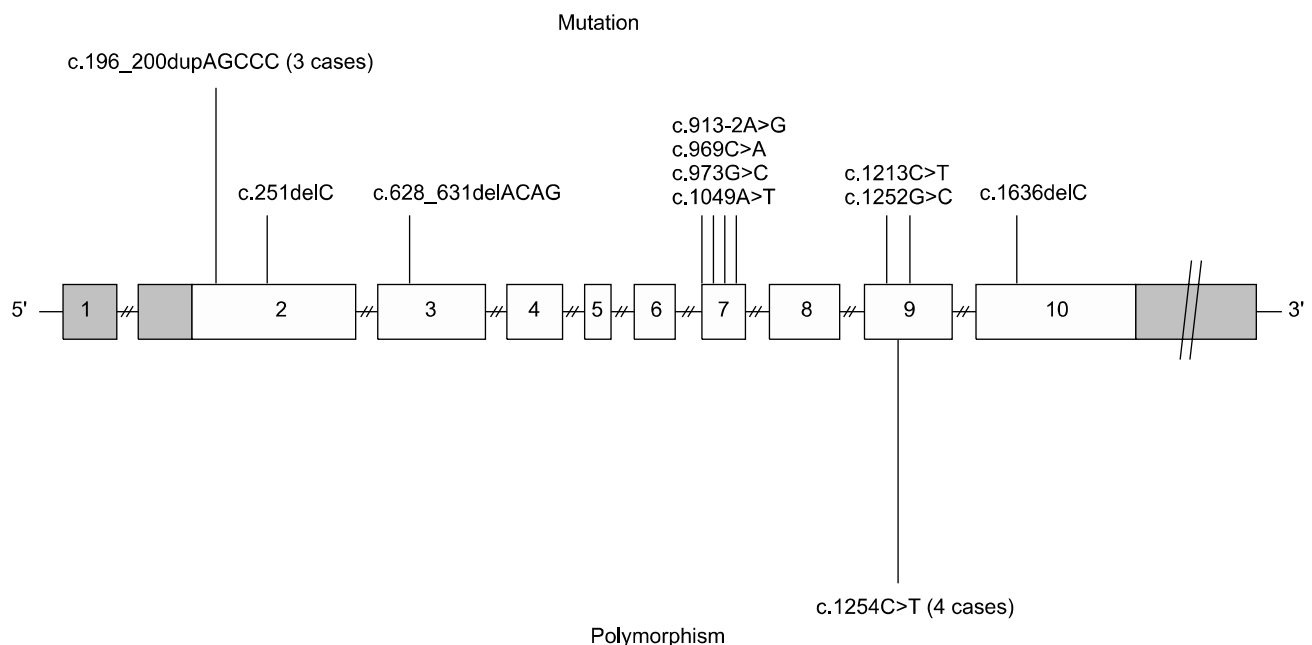 Mutation
c.196_200dupAGCCC (3 cases)
c.913-2A>G
c.969C>A
c.973G>C
c.1049A>T
c.1213C>T
c.1252G>C
c.251delC
c.628_631delACAG
c.1636delC
5' 1 2 3 4 5 6 7 8 9 10 3'
c.1254C>T (4 cases)
Polymorphism